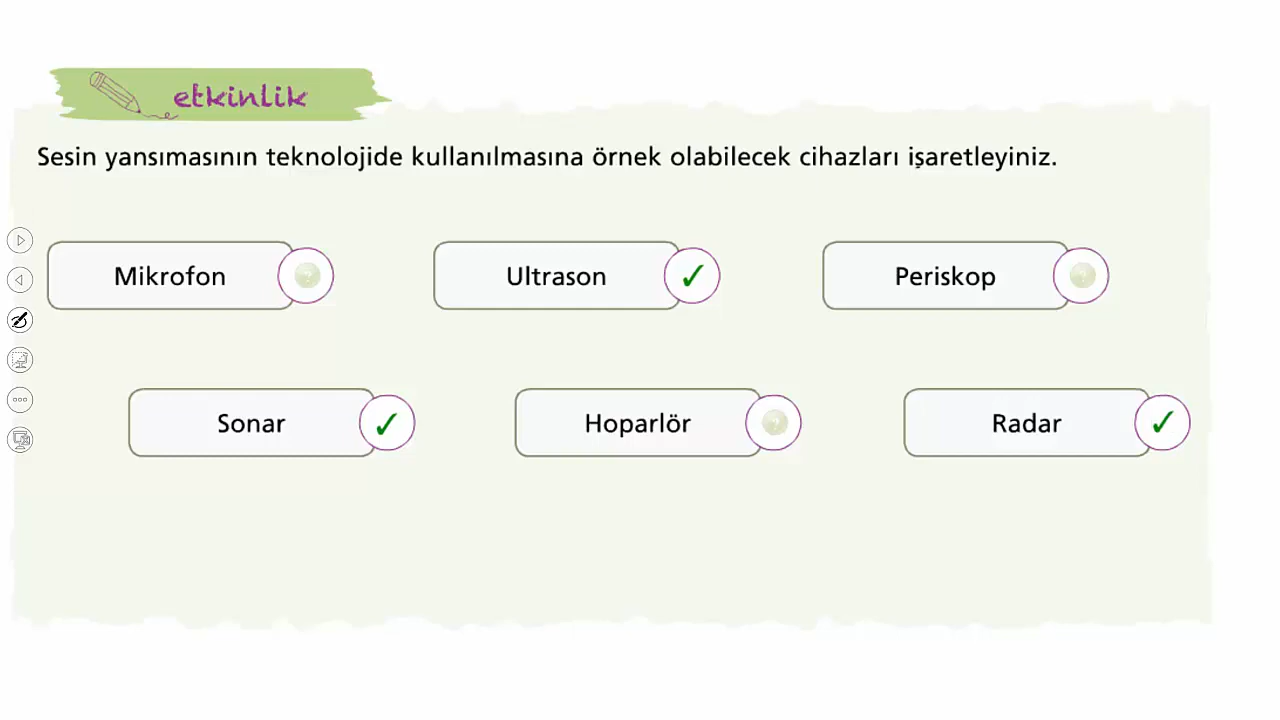 etkinlik
Sesin yansımasının teknolojide kullanılmasına örnek olabilecek cihazları işaretleyiniz.
Mikrofon ?
Ultrason ✓
Periskop ?
Sonar ✓
Hoparlör ?
Radar ✓